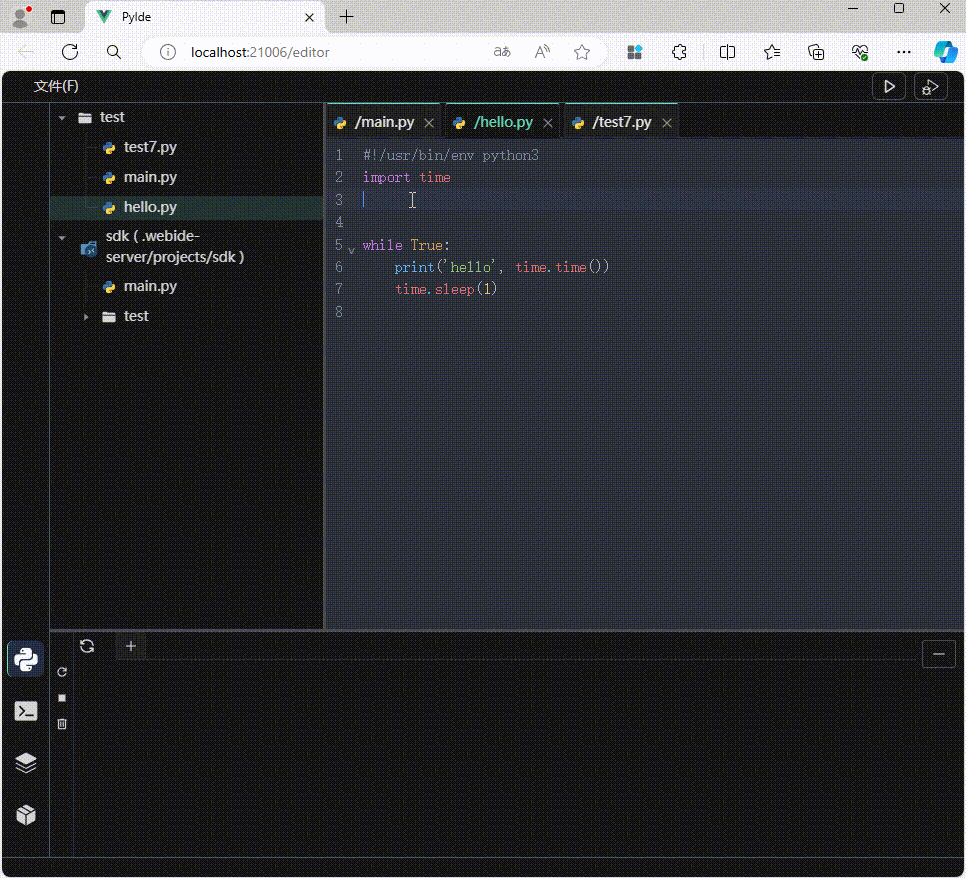 PyIde
localhost:21006/editor
aあ
文件(F)
test
test7.py
main.py
hello.py
sdk ( .webide-
server/projects/sdk )
main.py
test
/main.py
/hello.py
/test7.py
1 #!/usr/bin/env python3
2 import time
3
4
5 while True:
6     print('hello', time.time())
7     time.sleep(1)
8